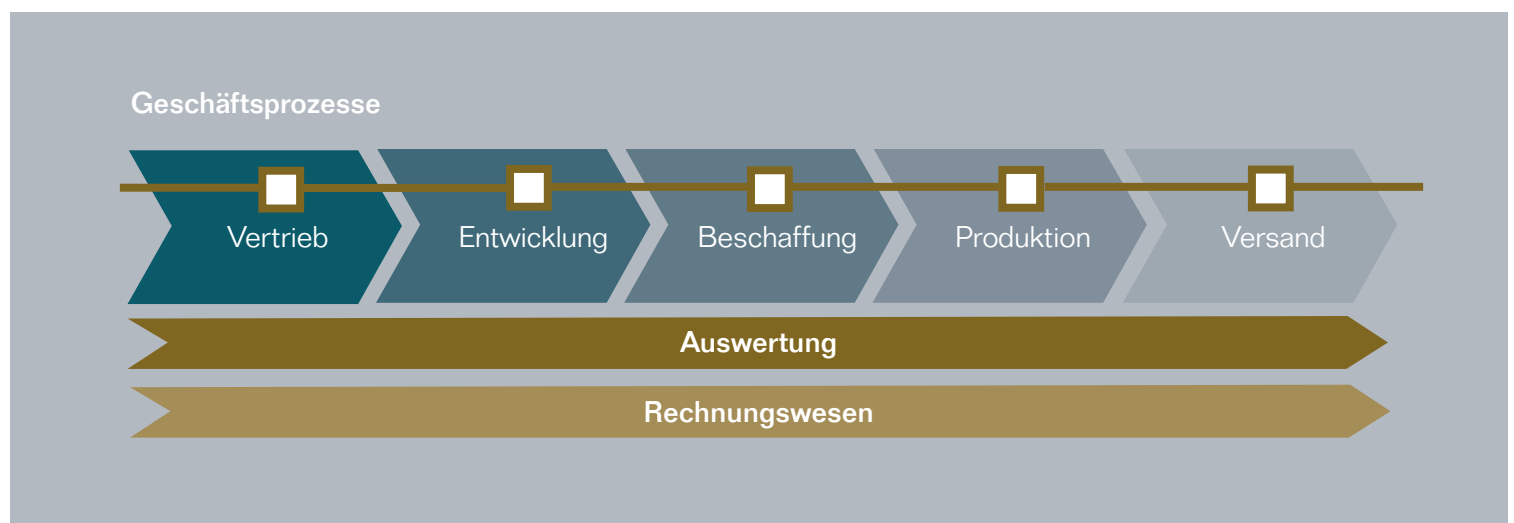 Geschäftsprozesse
Vertrieb
Entwicklung
Beschaffung
Produktion
Versand
Auswertung
Rechnungswesen